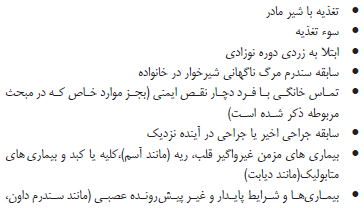 • تغذیه با شیر مادر
• سوء تغذیه
• ابتلا به زردی دوره نوزادی
• سابقه سندرم مرگ ناگهانی شیرخوار در خانواده
• تماس خانگی با فرد دچار نقص ایمنی (بجز موارد خاص که در مبحث
مربوطه ذکر شده است)
• سابقه جراحی اخیر یا جراحی در آینده نزدیک
• بیماری های مزمن غیرواگیر قلب، ریه (مانند آسم)،کلیه یا کبد و بیماری های
متابولیک(مانند دیابت)
• بیماری‌ها و شرایط پایدار و غیر پیش‌رونده عصبی (مانند سندرم داون،